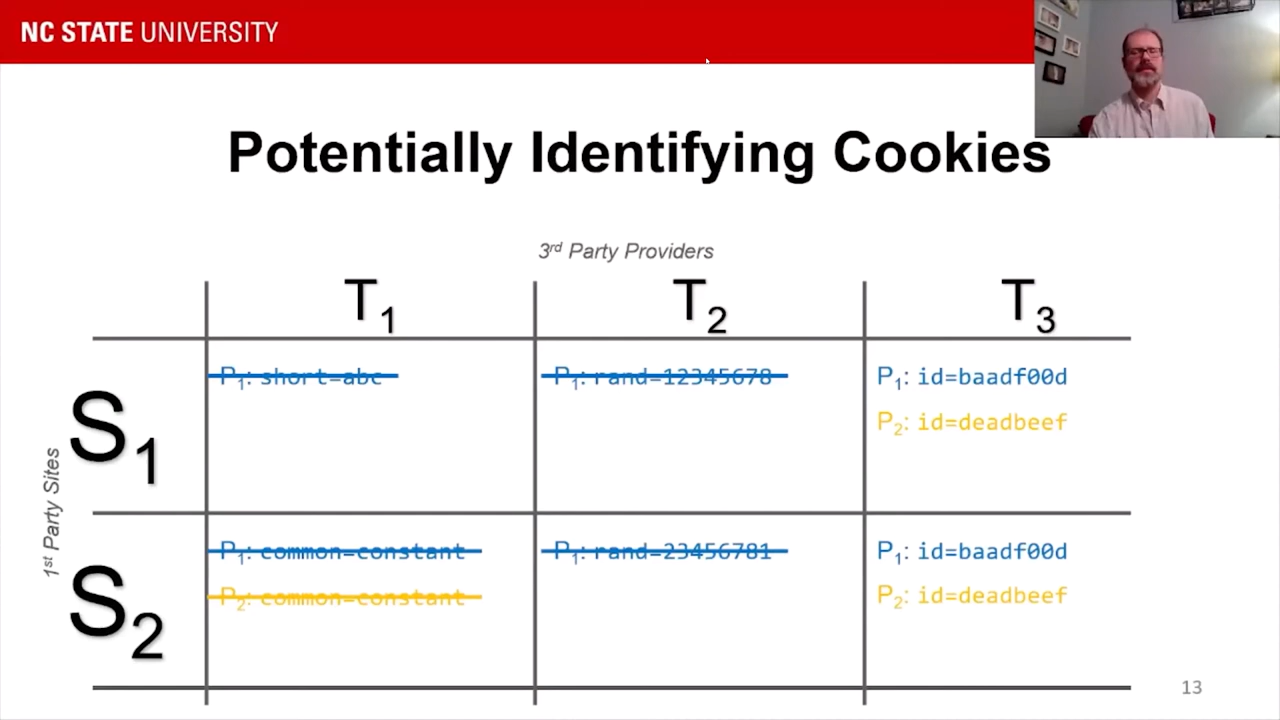 NC STATE UNIVERSITY
Potentially Identifying Cookies
3rd Party Providers
T1 T2 T3
1st Party Sites
S1
P1: short=abc
P1: rand=12345678
P1: id=baadf00d
P2: id=deadbeef
S2
P1: common=constant
P2: common=constant
P1: rand=23456781
P1: id=baadf00d
P2: id=deadbeef
13